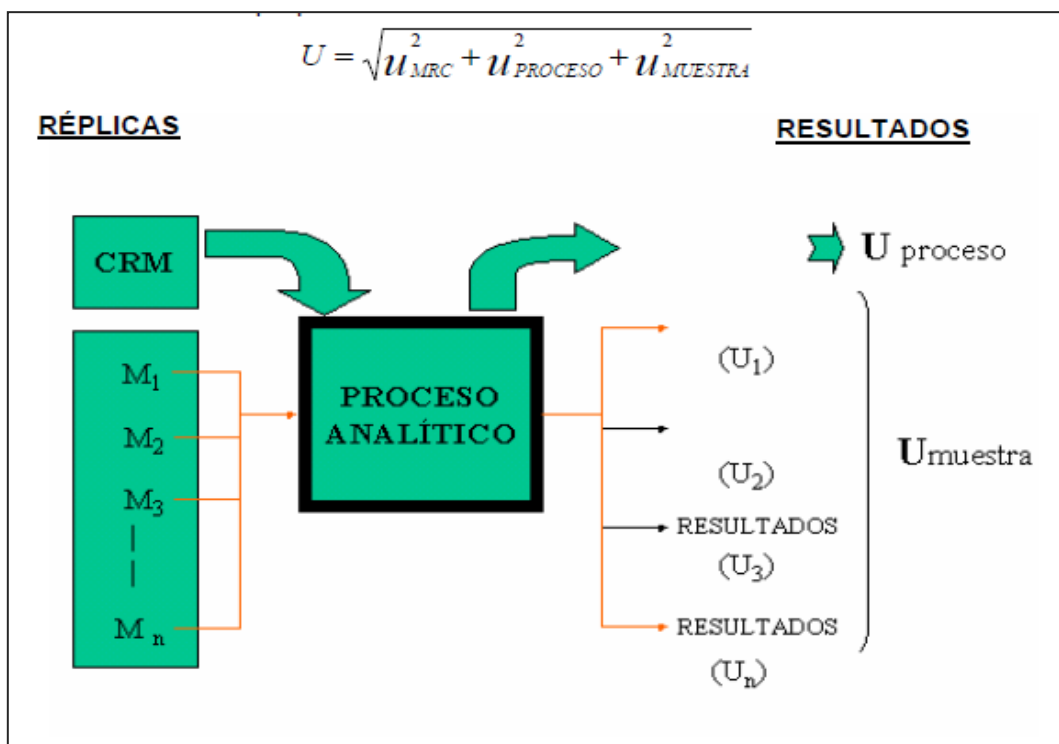 U = √u²MRC + u²PROCESO + u²MUESTRA
RÉPLICAS
RESULTADOS
CRM
U proceso
M1
M2
M3
Mn
PROCESO
ANALÍTICO
(U1)
(U2)
RESULTADOS
(U3)
RESULTADOS
(Un)
Umuestra